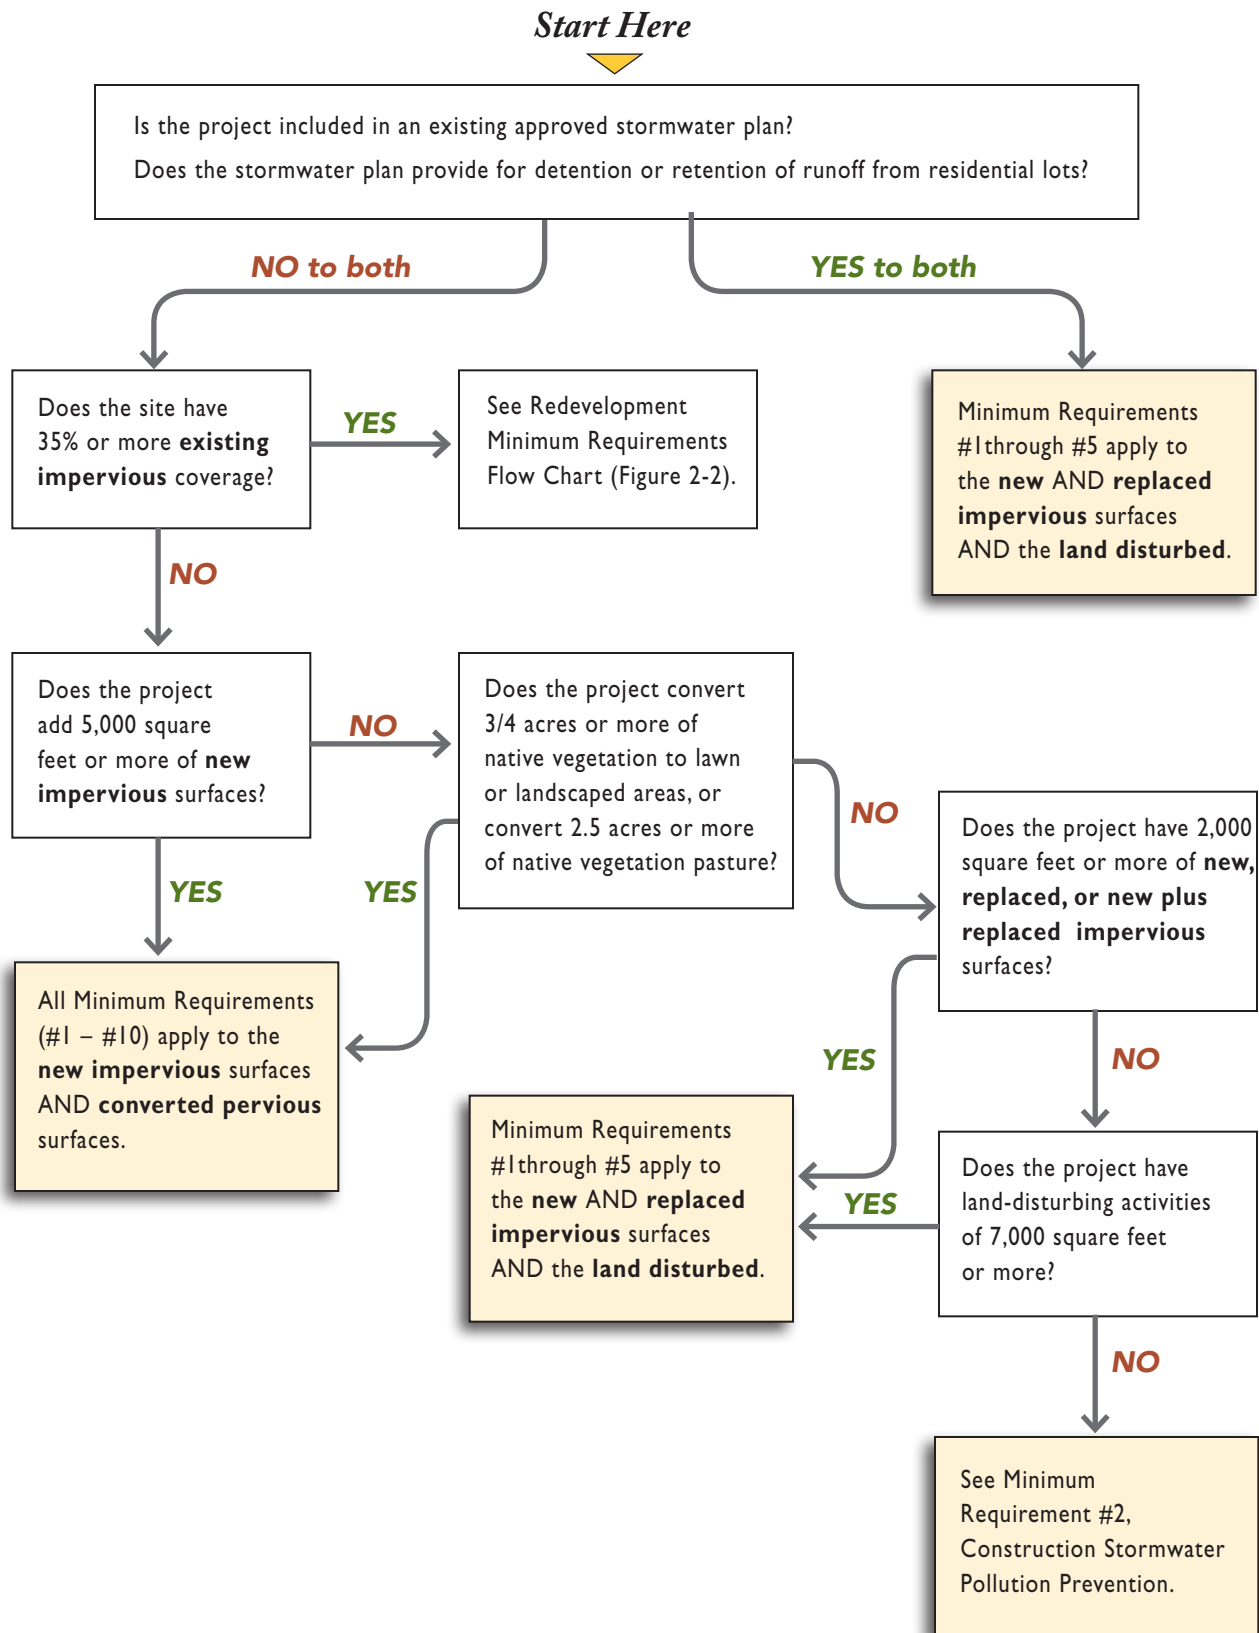 Start Here
Is the project included in an existing approved stormwater plan?
Does the stormwater plan provide for detention or retention of runoff from residential lots?
NO to both
YES to both
Does the site have
35% or more existing
impervious coverage?
YES
See Redevelopment
Minimum Requirements
Flow Chart (Figure 2-2).
Minimum Requirements
#1through #5 apply to
the new AND replaced
impervious surfaces
AND the land disturbed.
NO
Does the project
add 5,000 square
feet or more of new
impervious surfaces?
NO
Does the project convert
3/4 acres or more of
native vegetation to lawn
or landscaped areas, or
convert 2.5 acres or more
of native vegetation pasture?
NO
Does the project have 2,000
square feet or more of new,
replaced, or new plus
replaced impervious
surfaces?
YES
YES
All Minimum Requirements
(#1 – #10) apply to the
new impervious surfaces
AND converted pervious
surfaces.
YES
NO
Minimum Requirements
#1through #5 apply to
the new AND replaced
impervious surfaces
AND the land disturbed.
YES
Does the project have
land-disturbing activities
of 7,000 square feet
or more?
NO
See Minimum
Requirement #2,
Construction Stormwater
Pollution Prevention.